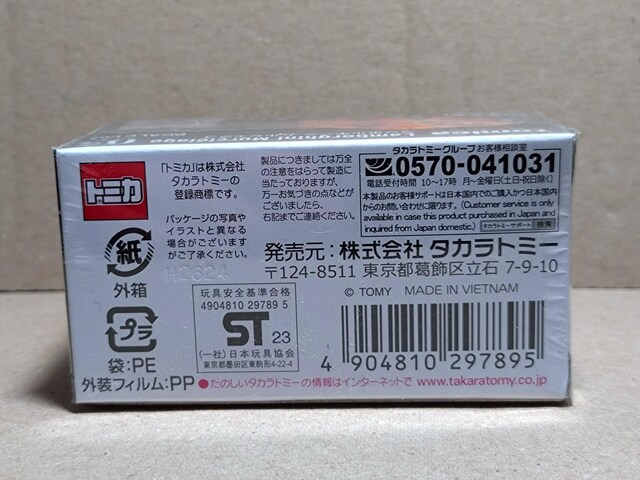 トミカ
「トミカ」は株式会社
タカラトミーの
登録商標です。
パッケージの写真や
イラストと異なる
場合がございますが
ご了承ください。
製品につきましては万全
の注意をはらって製造に
当たっておりますが、
万一お気づきの点などが
ございましたら、
右記までご連絡ください。
タカラトミーグループお客様相談室
0570-041031
電話受付時間 10〜17時 月〜金曜日(土・日・祝日除く)
本製品のお客様サポートは日本国内でのご購入かつ日本国内
からのお問い合わせに限ります。(Customer service is only
available in case this product purchased in Japan and
inquired from Japan domestic.)
タカラトミーサポート 検索
発売元：株式会社 タカラトミー
〒124-8511 東京都葛飾区立石 7-9-10
紙
外箱
プラ
袋:PE
外装フィルム:PP
玩具安全基準合格
4904810 29789 5
ST 23
(一社)日本玩具協会
東京都墨田区東駒形4-22-4
© TOMY MADE IN VIETNAM
4 904810 297895
●たのしいタカラトミーの情報はインターネットで www.takaratomy.co.jp